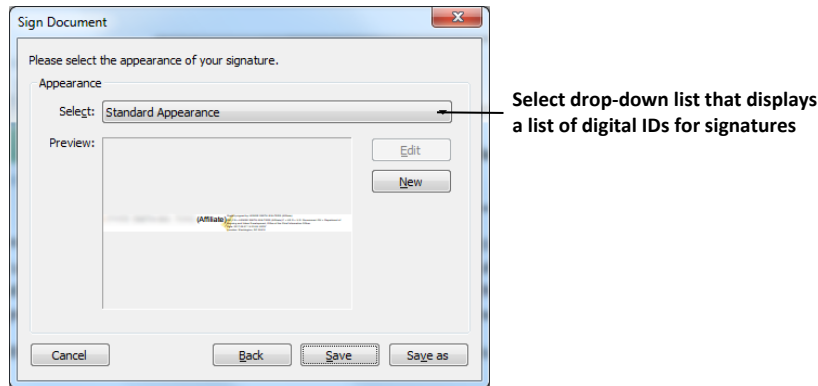 Sign Document
Please select the appearance of your signature.
Appearance
Select: Standard Appearance
Preview:
Edit
New
(Affiliate)
Cancel
Back
Save
Save as
Select drop-down list that displays
a list of digital IDs for signatures